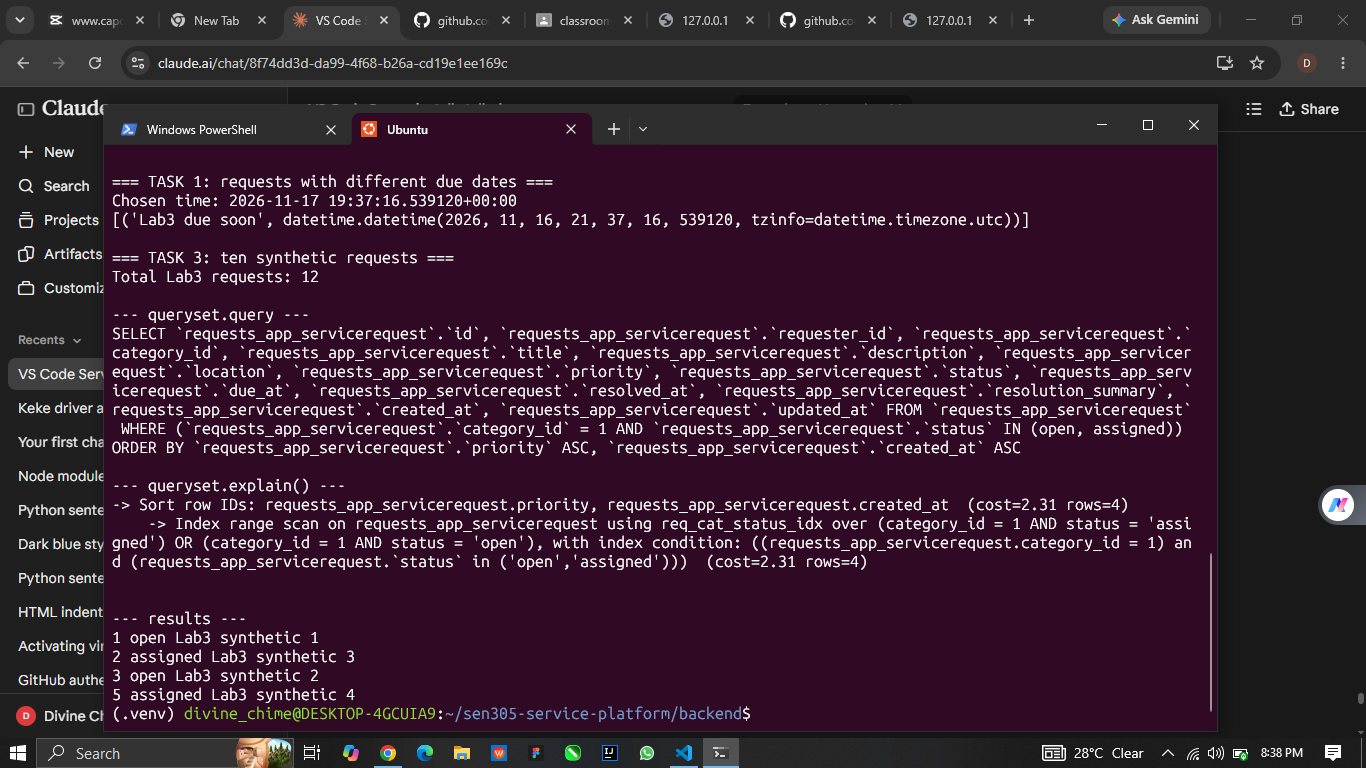 www.capc
New Tab
VS Code S
github.co
classroom
127.0.0.1
github.co
127.0.0.1
Ask Gemini
claude.ai/chat/8f74dd3d-da99-4f68-b26a-cd19e1ee169c
D
Claude
Share
New
Search
Projects
Artifacts
Customiz
Recents
VS Code Serv
Keke driver a
Your first cha
Node module
Python sente
Dark blue sty
Python sente
HTML indent
Activating vir
GitHub authe
D
Divine Ch
Windows PowerShell
Ubuntu
=== TASK 1: requests with different due dates ===
Chosen time: 2026-11-17 19:37:16.539120+00:00
[('Lab3 due soon', datetime.datetime(2026, 11, 16, 21, 37, 16, 539120, tzinfo=datetime.timezone.utc))]
=== TASK 3: ten synthetic requests ===
Total Lab3 requests: 12
--- queryset.query ---
SELECT `requests_app_servicerequest`.`id`, `requests_app_servicerequest`.`requester_id`, `requests_app_servicerequest`.`
category_id`, `requests_app_servicerequest`.`title`, `requests_app_servicerequest`.`description`, `requests_app_servicer
equest`.`location`, `requests_app_servicerequest`.`priority`, `requests_app_servicerequest`.`status`, `requests_app_serv
icerequest`.`due_at`, `requests_app_servicerequest`.`resolved_at`, `requests_app_servicerequest`.`resolution_summary`, `
requests_app_servicerequest`.`created_at`, `requests_app_servicerequest`.`updated_at` FROM `requests_app_servicerequest`
WHERE (`requests_app_servicerequest`.`category_id` = 1 AND `requests_app_servicerequest`.`status` IN (open, assigned))
ORDER BY `requests_app_servicerequest`.`priority` ASC, `requests_app_servicerequest`.`created_at` ASC
--- queryset.explain() ---
-> Sort row IDs: requests_app_servicerequest.priority, requests_app_servicerequest.created_at (cost=2.31 rows=4)
-> Index range scan on requests_app_servicerequest using req_cat_status_idx over (category_id = 1 AND status = 'assi
gned') OR (category_id = 1 AND status = 'open'), with index condition: ((requests_app_servicerequest.category_id = 1) an
d (requests_app_servicerequest.`status` in ('open','assigned'))) (cost=2.31 rows=4)
--- results ---
1 open Lab3 synthetic 1
2 assigned Lab3 synthetic 3
3 open Lab3 synthetic 2
5 assigned Lab3 synthetic 4
(.venv) divine_chime@DESKTOP-4GCUIA9:~/sen305-service-platform/backend$
Search
28°C Clear
8:38 PM